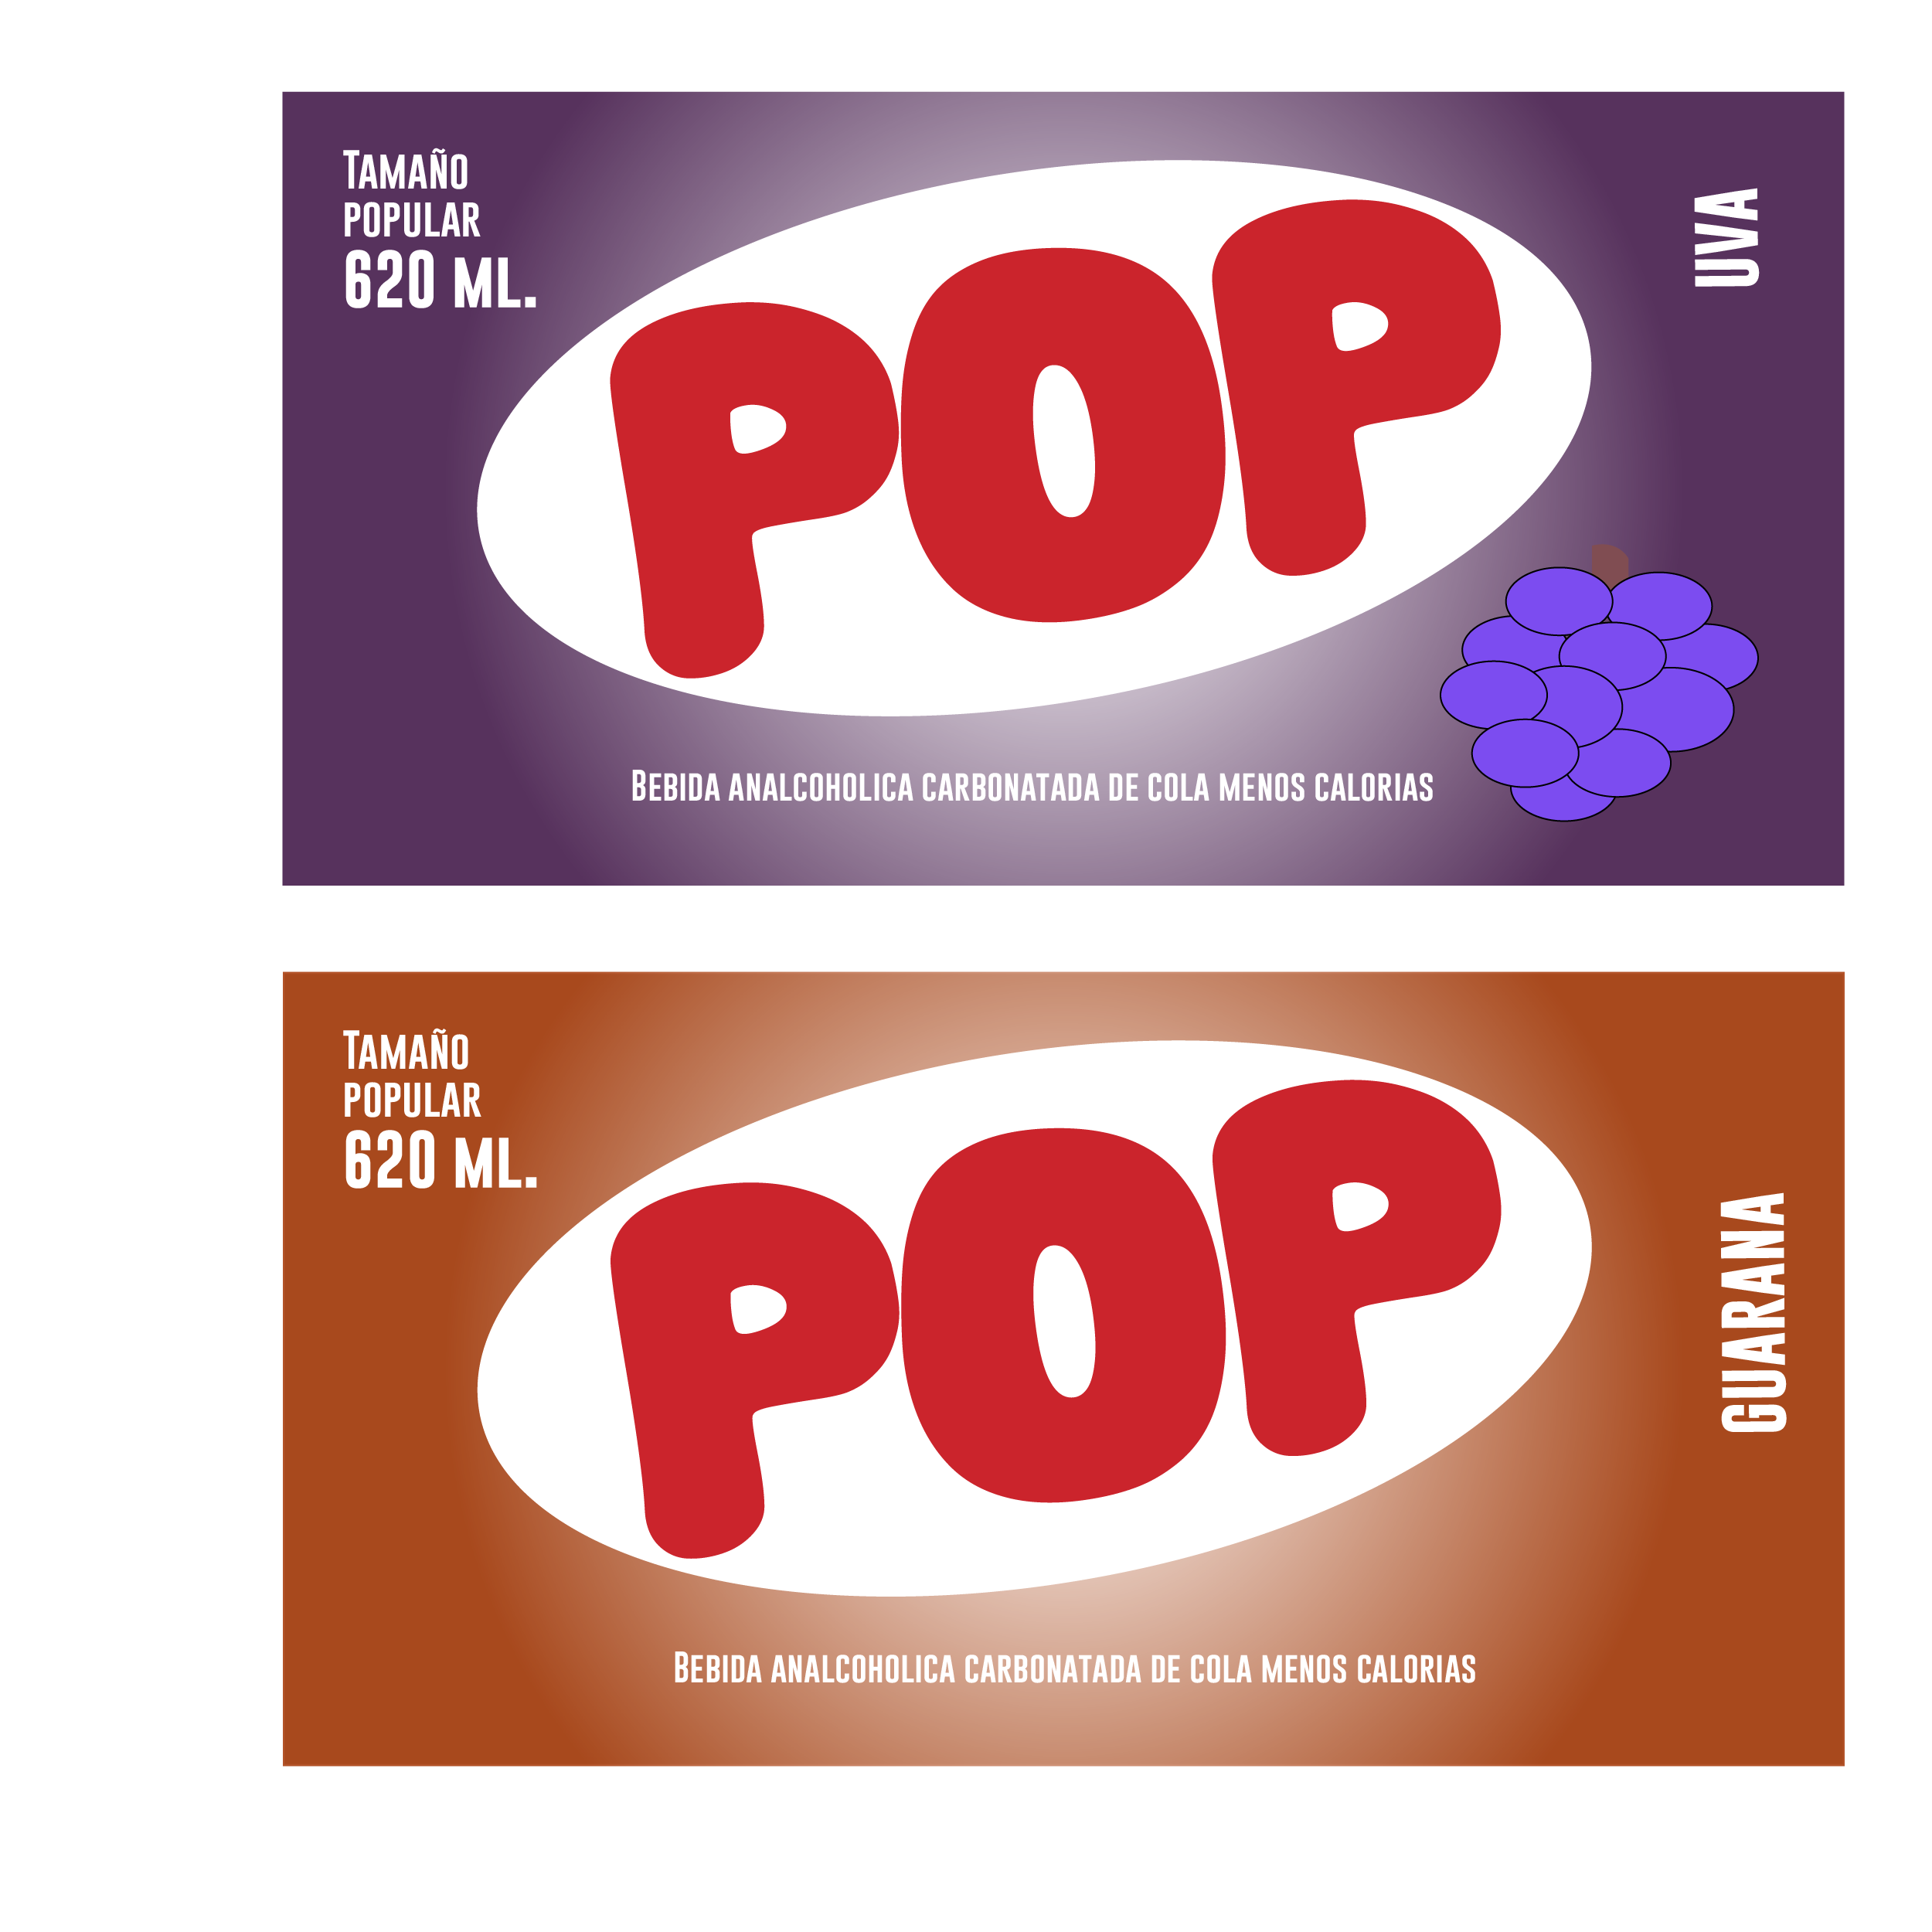 Tamaño
popular
620 ml.
POP
UVA
Bebida analcoholica carbonatada de cola menos calorias
Tamaño
popular
620 ml.
POP
GUARANA
Bebida analcoholica carbonatada de cola menos calorias